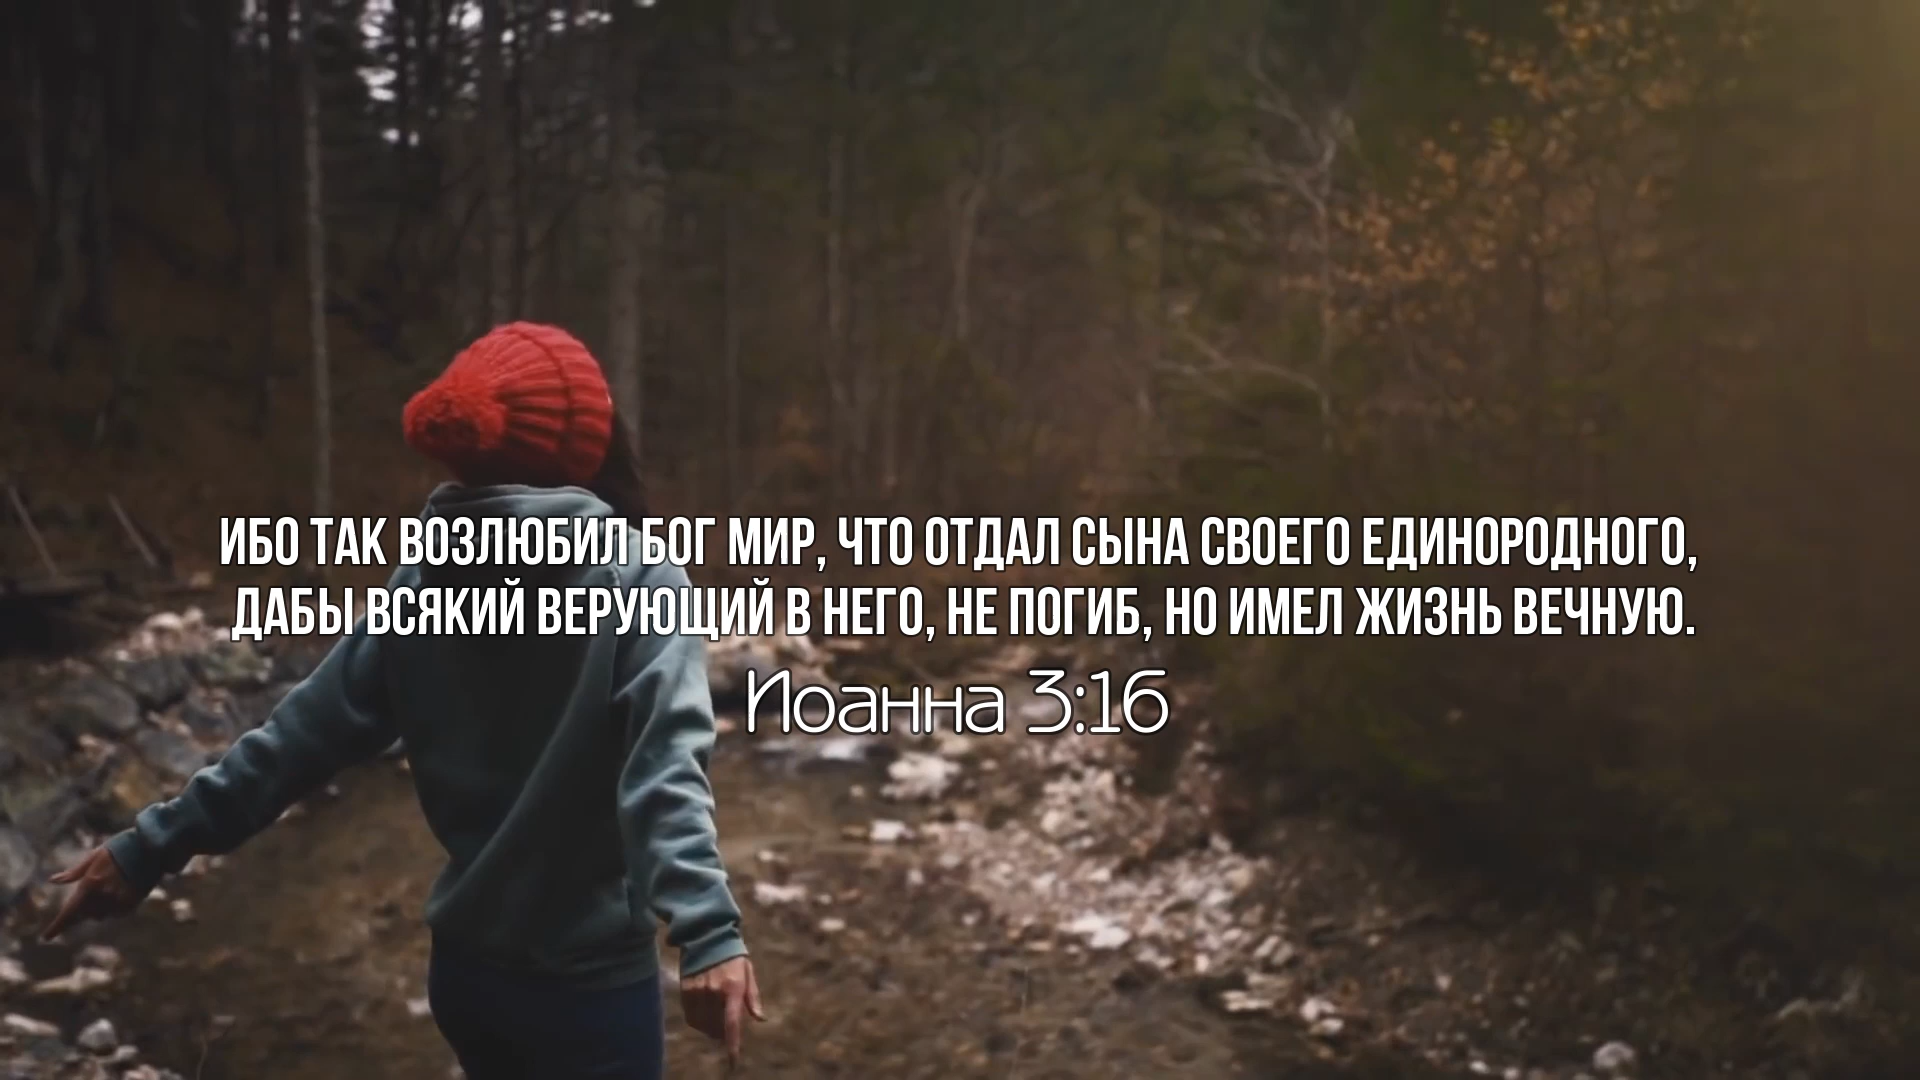 ИБО ТАК ВОЗЛЮБИЛ БОГ МИР, ЧТО ОТДАЛ СЫНА СВОЕГО ЕДИНОРОДНОГО,
ДАБЫ ВСЯКИЙ ВЕРУЮЩИЙ В НЕГО, НЕ ПОГИБ, НО ИМЕЛ ЖИЗНЬ ВЕЧНУЮ.
Иоанна 3:16